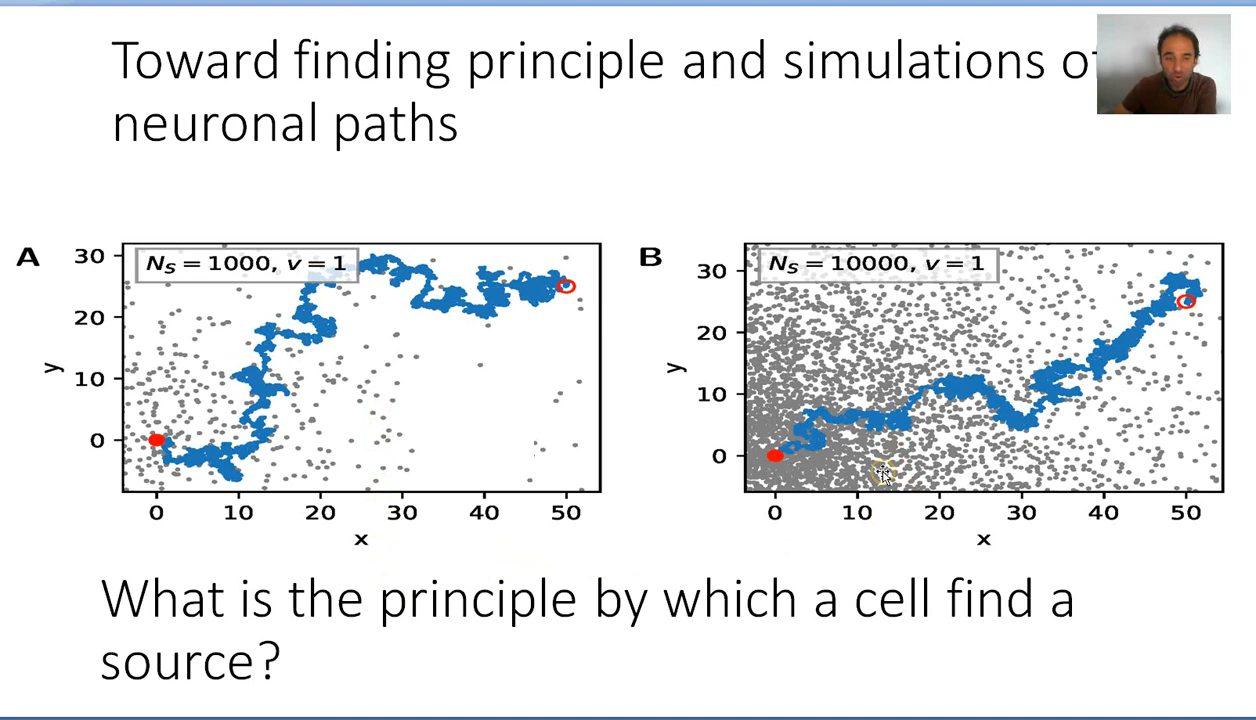 Toward finding principle and simulations of
neuronal paths
A
Ns = 1000, v = 1
30
20
10
0
y
0 10 20 30 40 50
x
B
Ns = 10000, v = 1
30
20
10
0
y
0 10 20 30 40 50
x
What is the principle by which a cell find a
source?